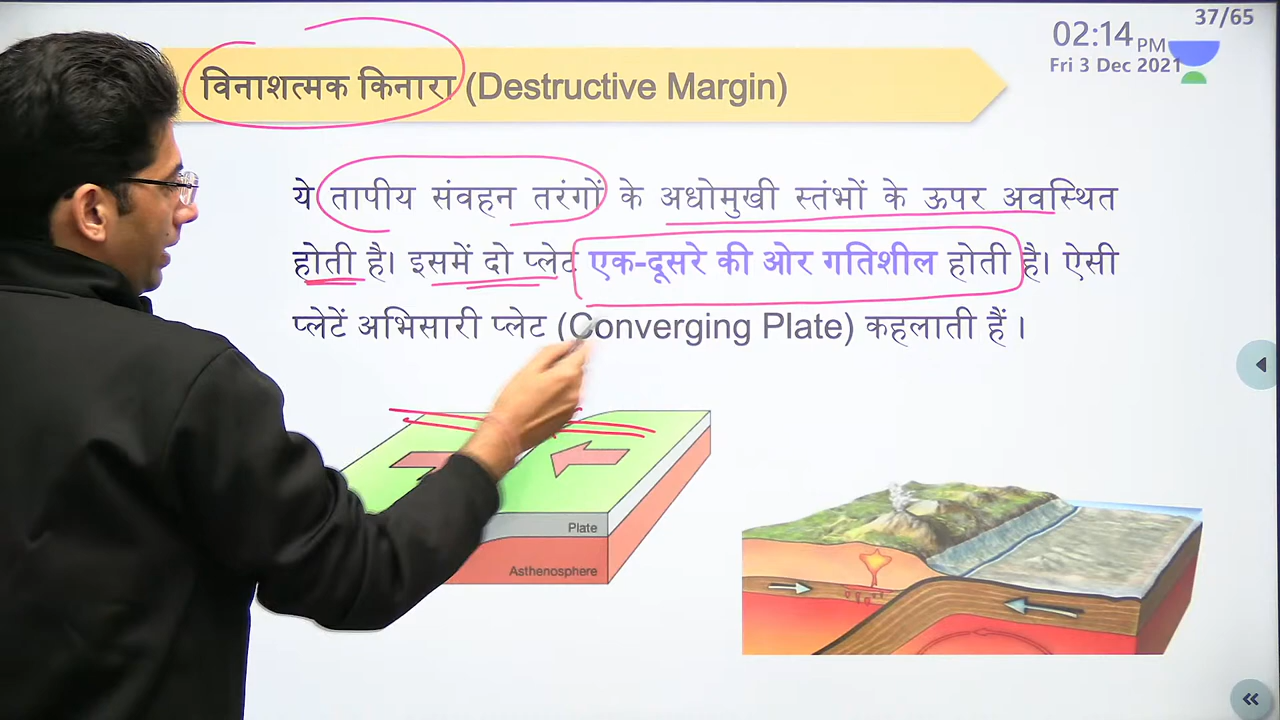 37/65
02:14 PM
Fri 3 Dec 2021
विनाशत्मक किनारा (Destructive Margin)
ये तापीय संवहन तरंगों के अधोमुखी स्तंभों के ऊपर अवस्थित
होती है। इसमें दो प्लेट एक-दूसरे की ओर गतिशील होती है। ऐसी
प्लेटें अभिसारी प्लेट (Converging Plate) कहलाती हैं ।
Plate
Asthenosphere